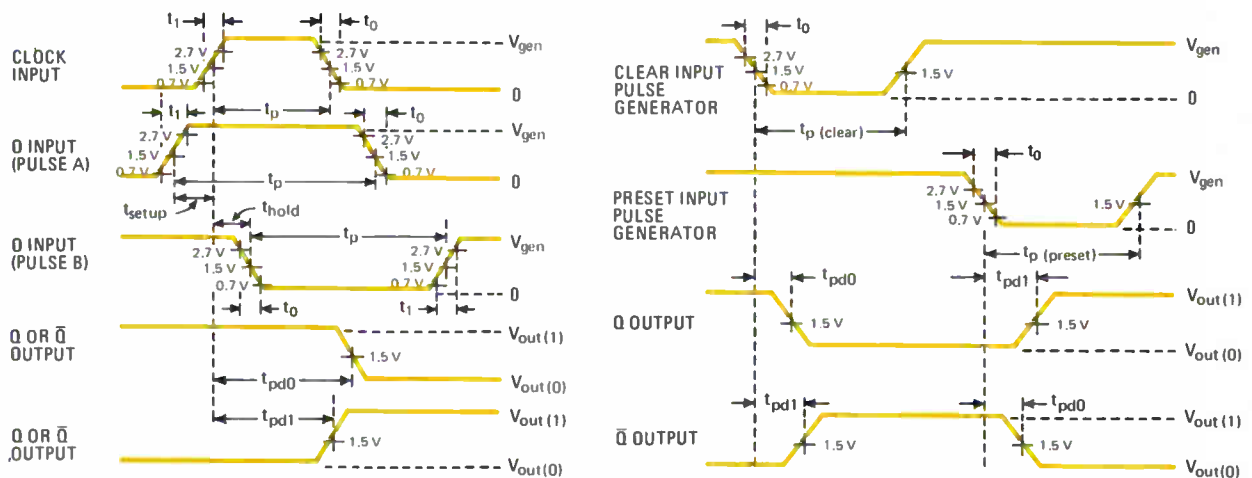 CLOCK
INPUT
t1
t0
2.7 V
1.5 V
0.7 V
Vgen
0
tp
D INPUT
(PULSE A)
t1
t0
2.7 V
1.5 V
0.7 V
2.7 V
1.5 V
0.7 V
Vgen
0
tp
tsetup
thold
D INPUT
(PULSE B)
tp
2.7 V
1.5 V
0.7 V
2.7 V
1.5 V
0.7 V
Vgen
0
t0
t1
Q OR Q̅
OUTPUT
Vout(1)
1.5 V
Vout(0)
tpd0
Q OR Q̅
OUTPUT
tpd1
Vout(1)
1.5 V
Vout(0)
CLEAR INPUT
PULSE
GENERATOR
t0
2.7 V
1.5 V
0.7 V
1.5 V
Vgen
0
tp (clear)
PRESET INPUT
PULSE
GENERATOR
t0
2.7 V
1.5 V
0.7 V
1.5 V
Vgen
0
tp (preset)
Q OUTPUT
tpd0
1.5 V
tpd1
1.5 V
Vout(1)
Vout(0)
Q̅ OUTPUT
tpd1
1.5 V
tpd0
1.5 V
Vout(1)
Vout(0)